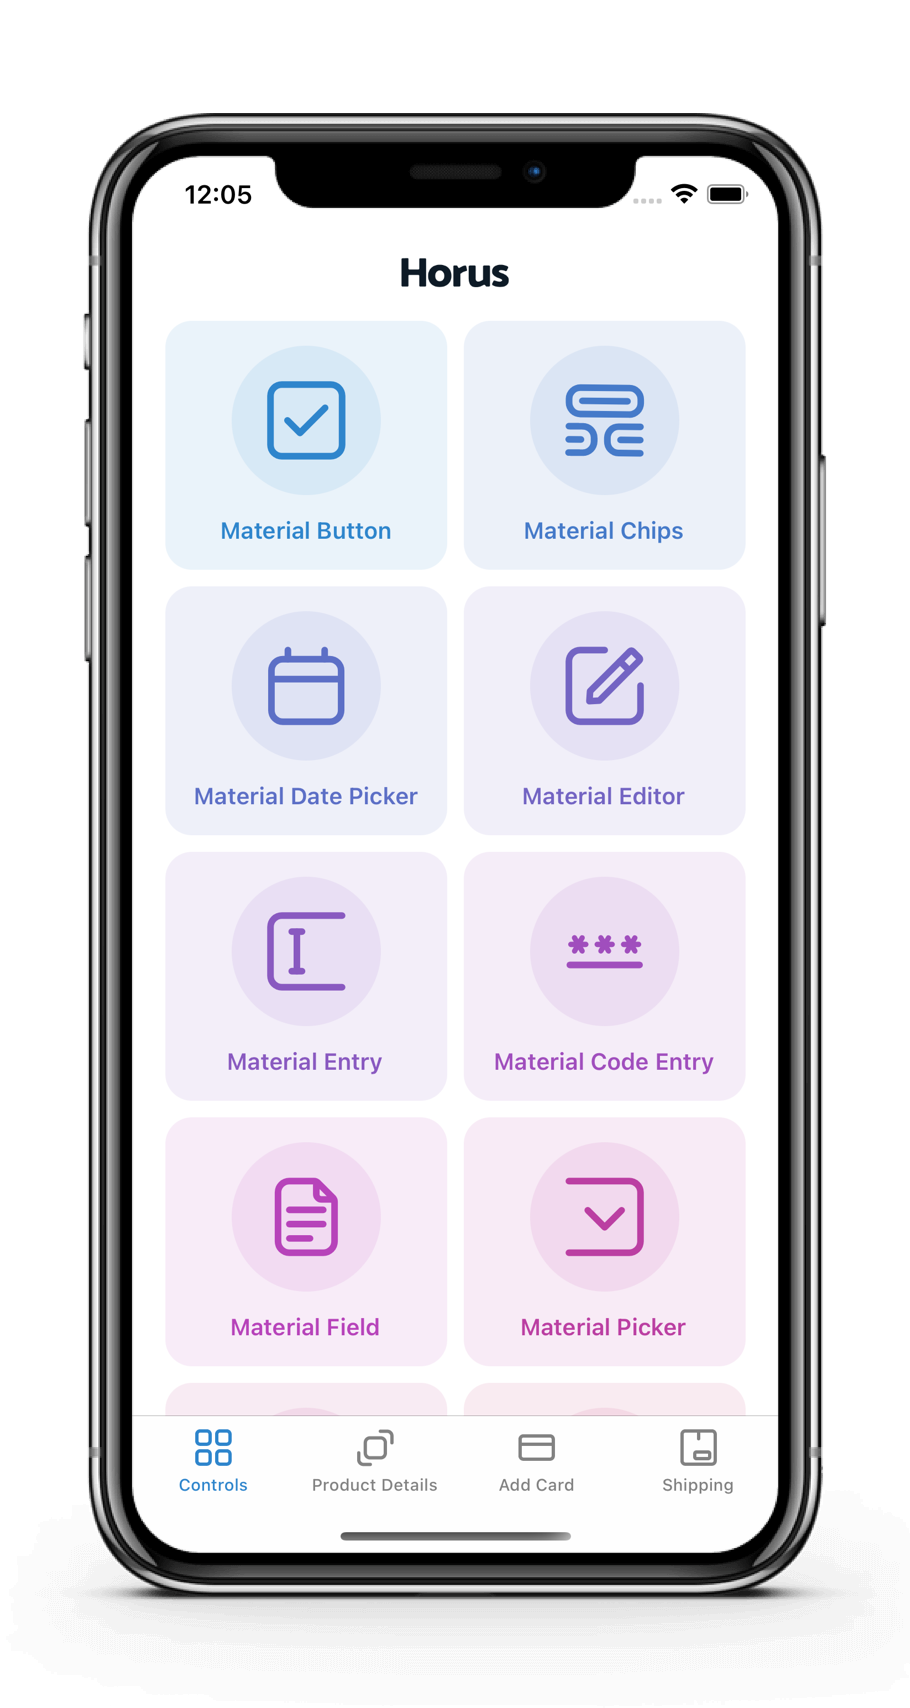 12:05
Horus
Material Button
Material Chips
Material Date Picker
Material Editor
Material Entry
Material Code Entry
Material Field
Material Picker
Controls
Product Details
Add Card
Shipping